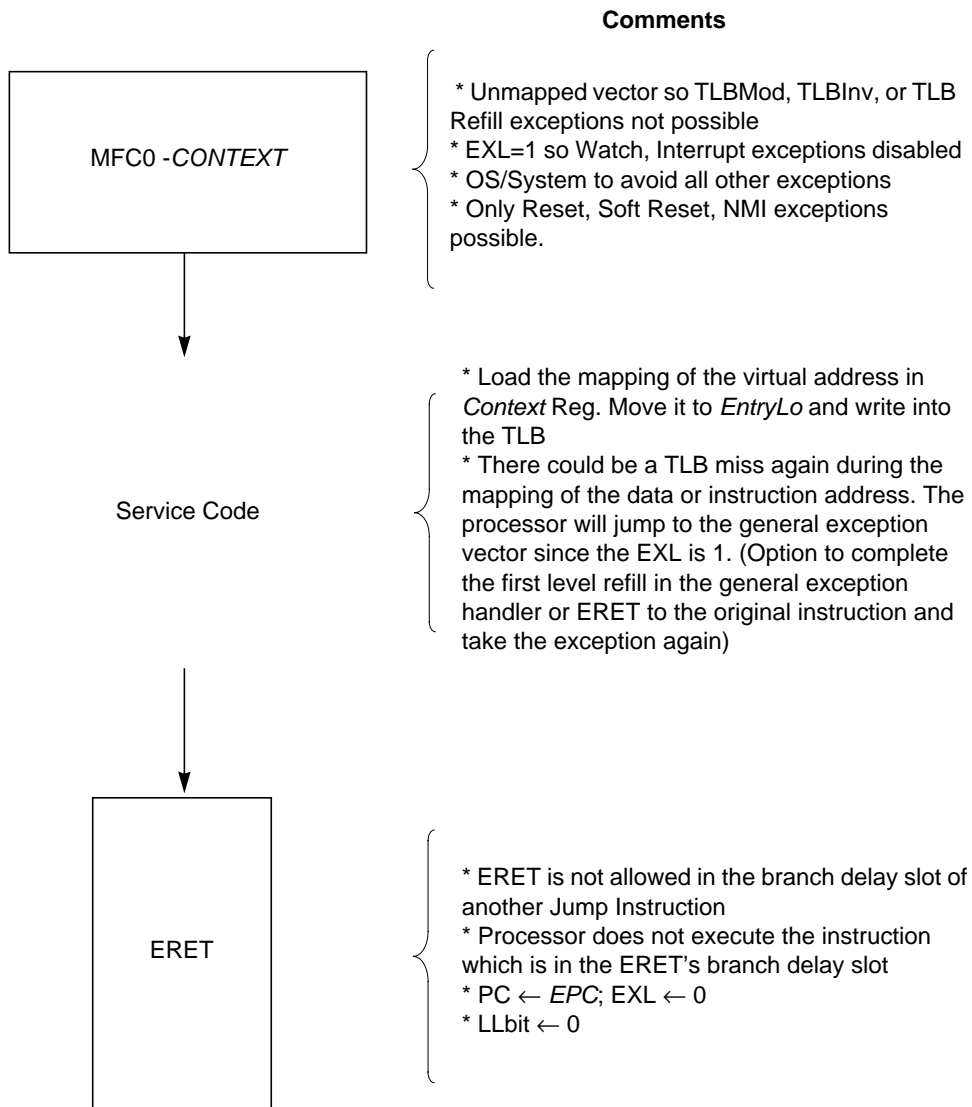 Comments
MFC0 -CONTEXT
* Unmapped vector so TLBMod, TLBInv, or TLB
Refill exceptions not possible
* EXL=1 so Watch, Interrupt exceptions disabled
* OS/System to avoid all other exceptions
* Only Reset, Soft Reset, NMI exceptions
possible.
Service Code
* Load the mapping of the virtual address in
Context Reg. Move it to EntryLo and write into
the TLB
* There could be a TLB miss again during the
mapping of the data or instruction address. The
processor will jump to the general exception
vector since the EXL is 1. (Option to complete
the first level refill in the general exception
handler or ERET to the original instruction and
take the exception again)
ERET
* ERET is not allowed in the branch delay slot of
another Jump Instruction
* Processor does not execute the instruction
which is in the ERET's branch delay slot
* PC ← EPC; EXL ← 0
* LLbit ← 0